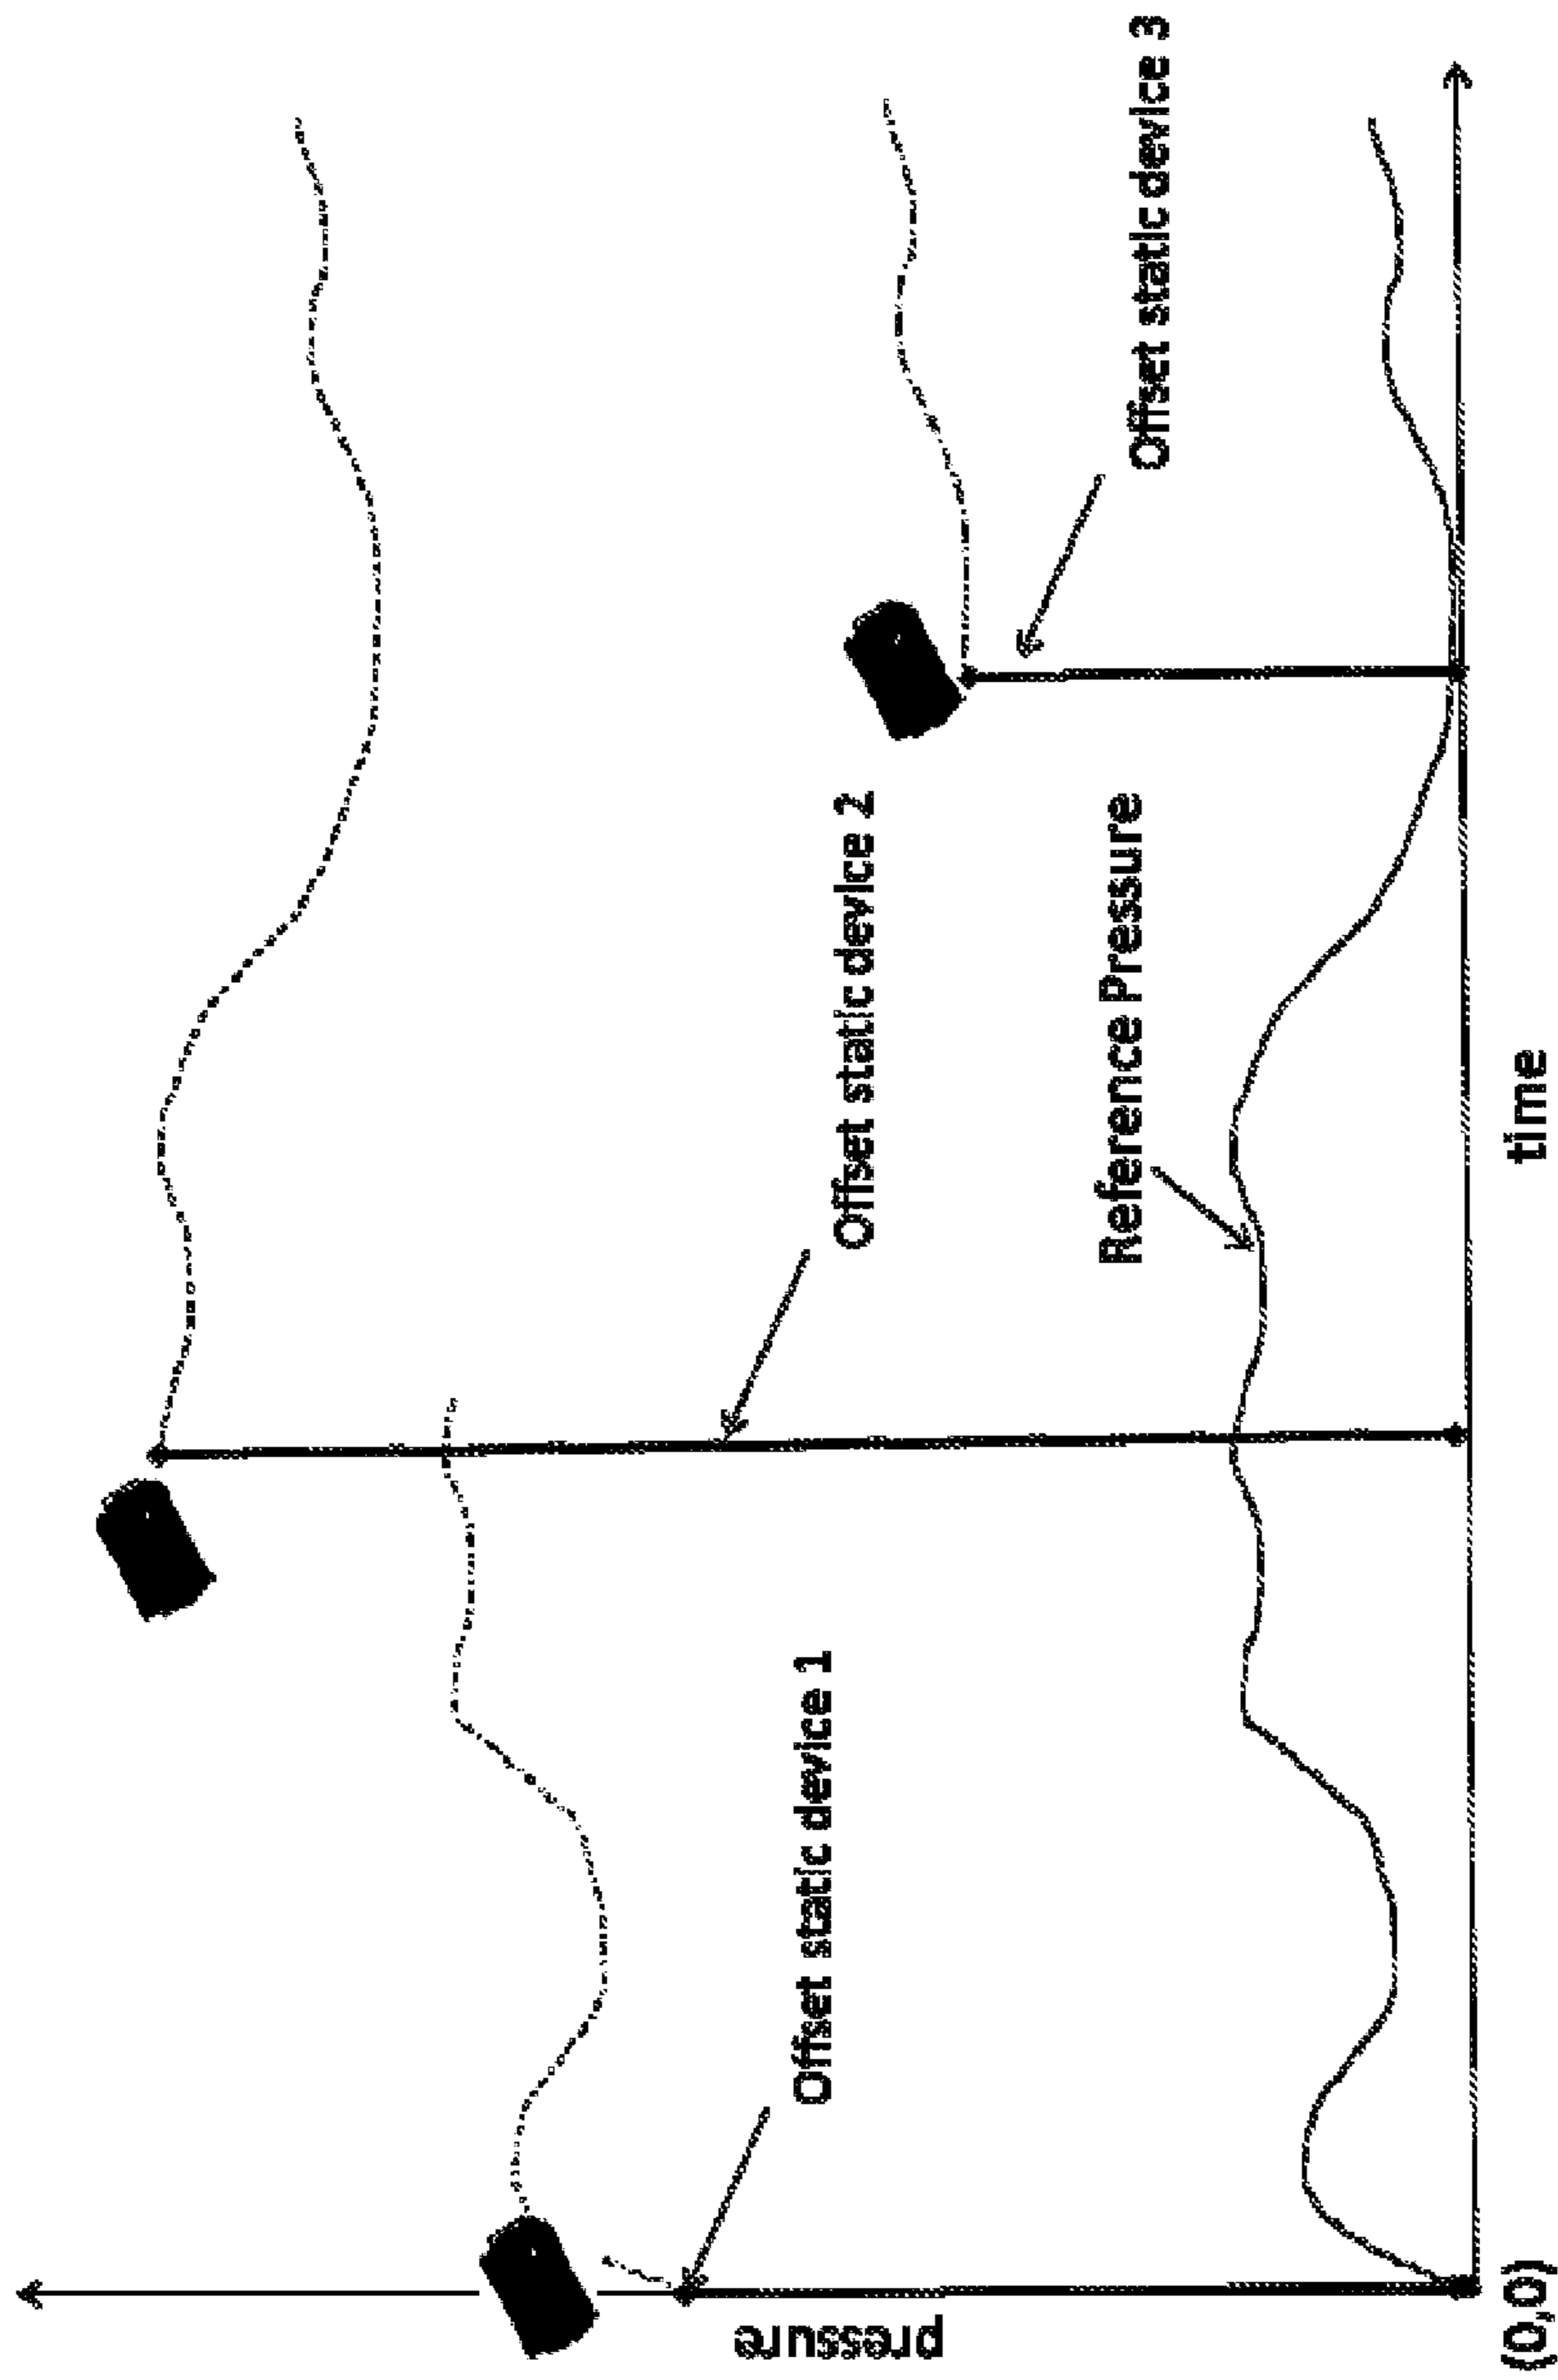 pressure
Offset static device 1
Offset static device 2
Reference Pressure
Offset static device 3
(0,0)
time